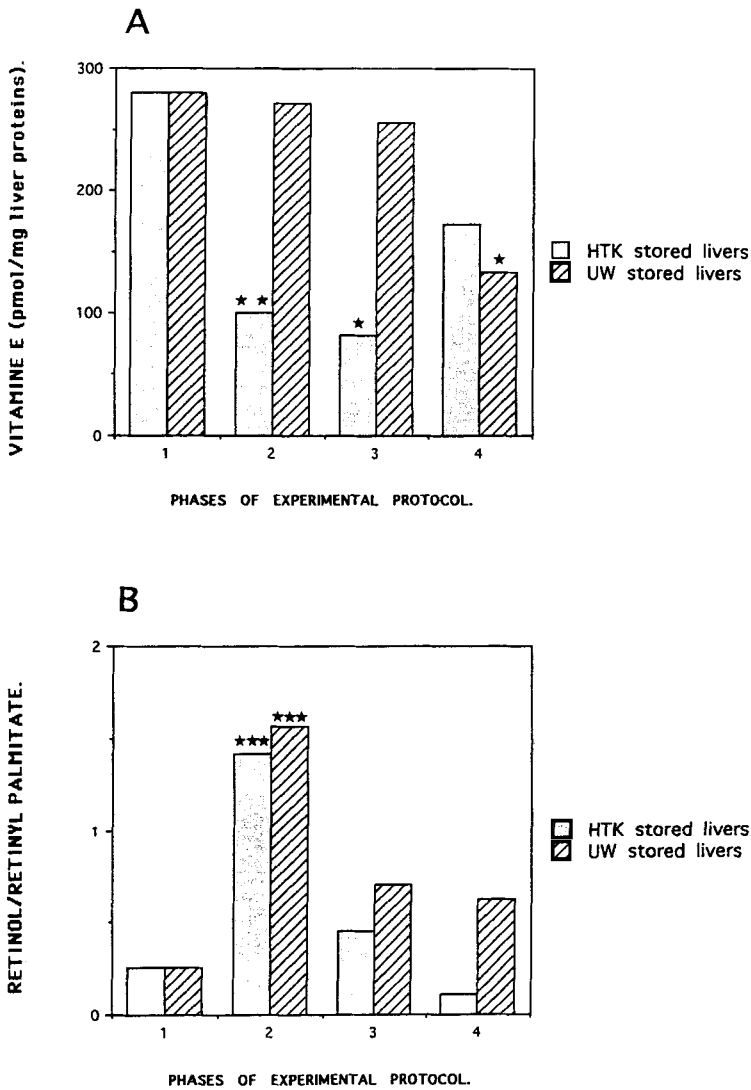 A
VITAMINE E (pmol/mg liver proteins).
300
200
100
0
★ ★
★
★
1 2 3 4
PHASES OF EXPERIMENTAL PROTOCOL.
HTK stored livers
UW stored livers
B
RETINOL/RETINYL PALMITATE.
2
1
0
★★★
★★★
1 2 3 4
PHASES OF EXPERIMENTAL PROTOCOL.
HTK stored livers
UW stored livers